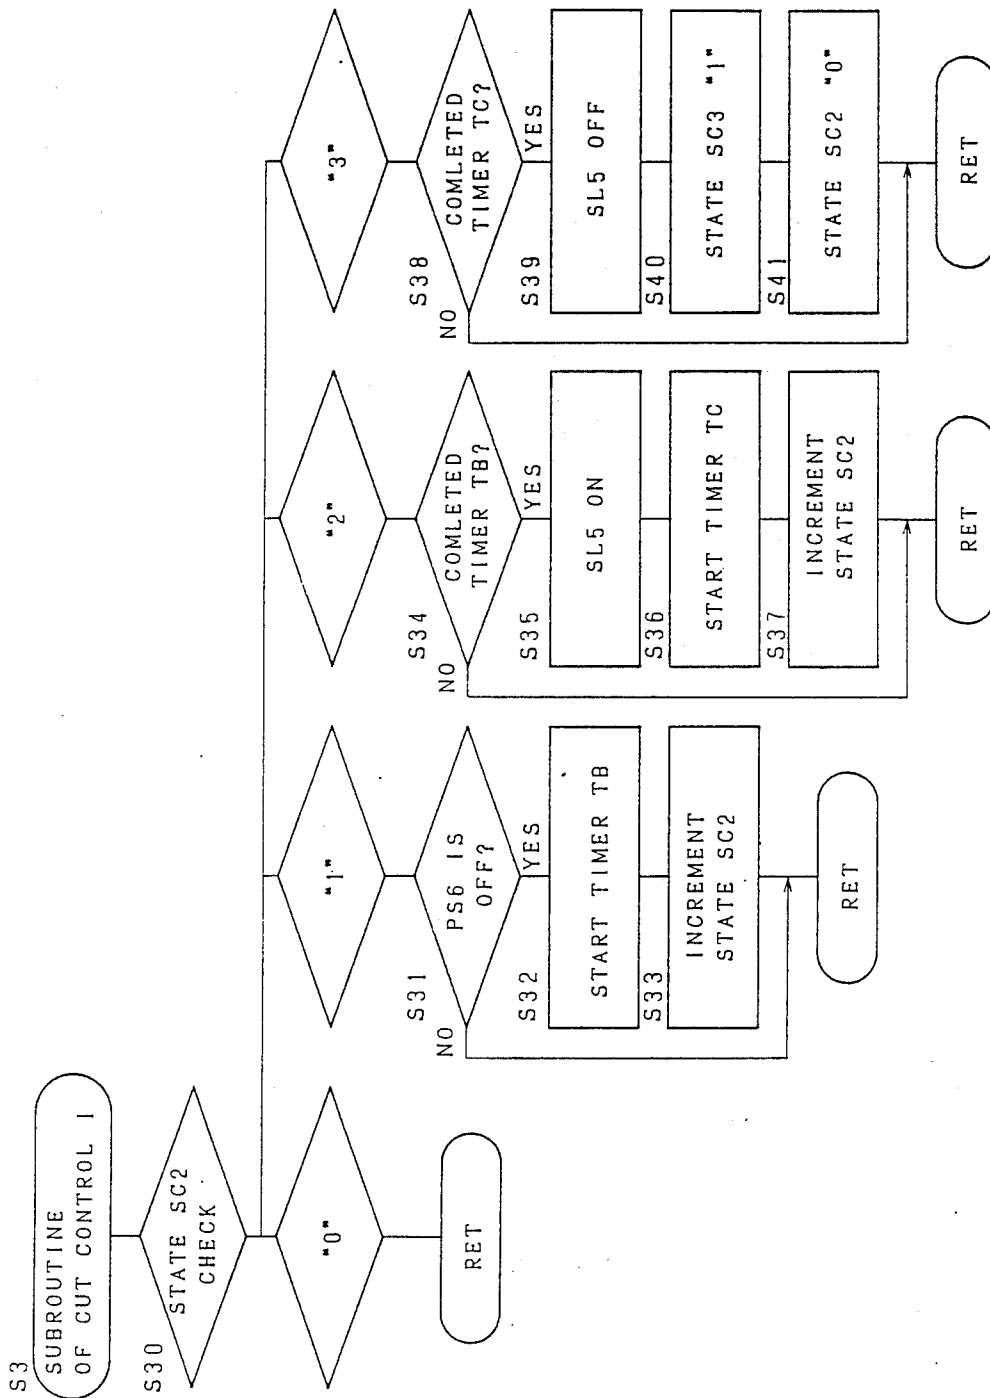 S3
SUBROUTINE
OF CUT CONTROL I
S30
STATE SC2
CHECK
"0"
RET
"1"
S31
PS6 IS
OFF?
NO
YES
S32
START TIMER TB
S33
INCREMENT
STATE SC2
RET
"2"
S34
COMLETED
TIMER TB?
NO
YES
S35
SL5 ON
S36
START TIMER TC
S37
INCREMENT
STATE SC2
RET
"3"
S38
COMLETED
TIMER TC?
NO
YES
S39
SL5 OFF
S40
STATE SC3 "1"
S41
STATE SC2 "0"
RET